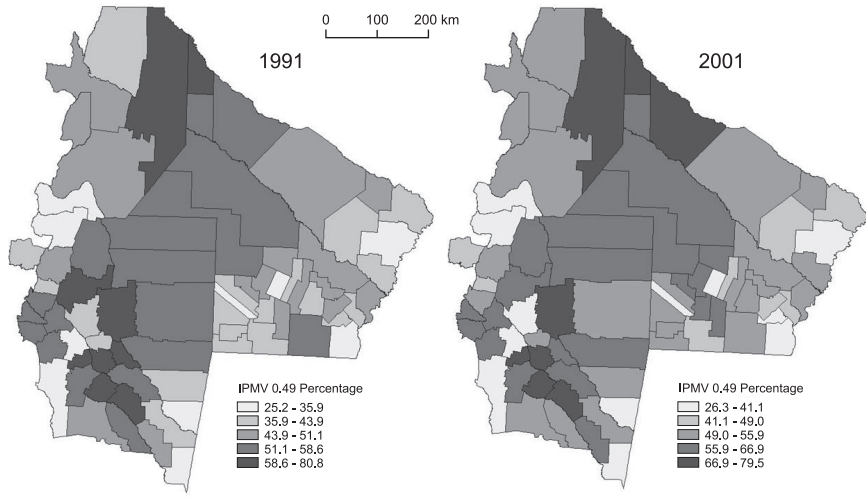 0 100 200 km
1991
2001
IPMV 0.49 Percentage
25.2 - 35.9
35.9 - 43.9
43.9 - 51.1
51.1 - 58.6
58.6 - 80.8
IPMV 0.49 Percentage
26.3 - 41.1
41.1 - 49.0
49.0 - 55.9
55.9 - 66.9
66.9 - 79.5